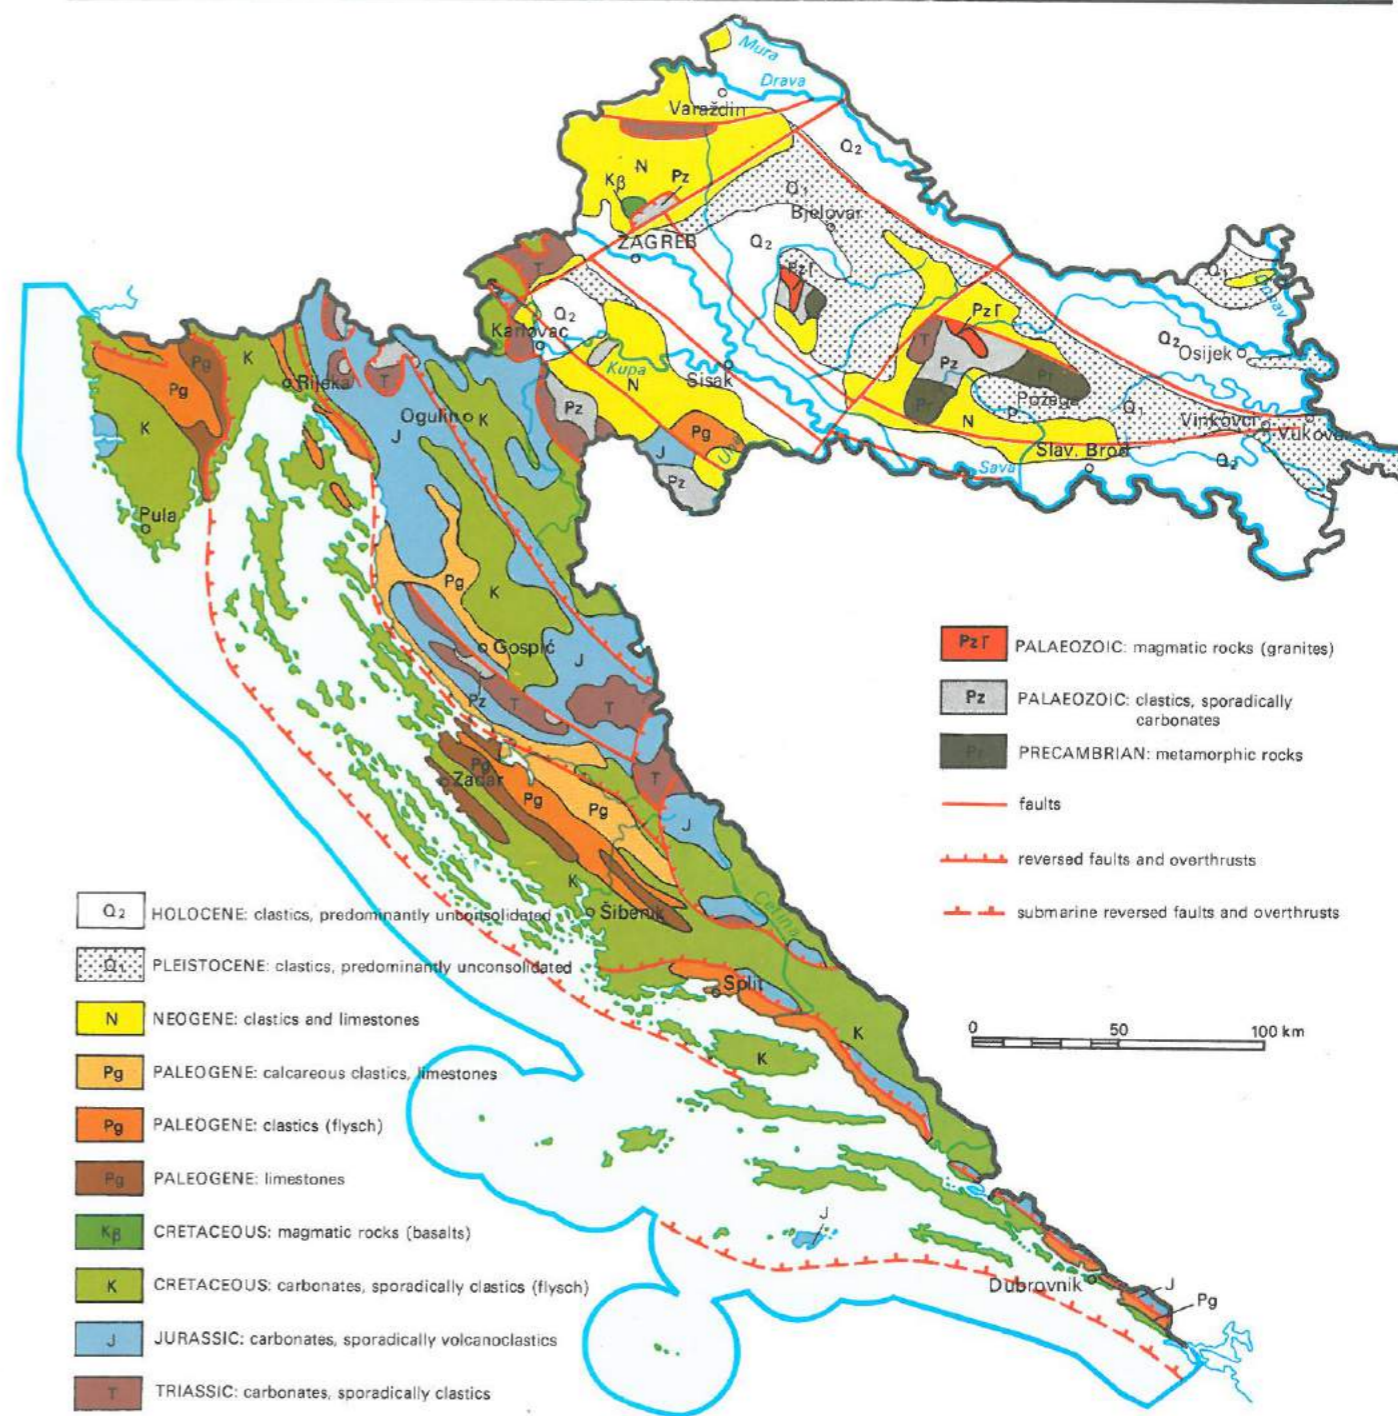 Mura
Drava
Varaždin
Q₂
N
Kβ
Pz
Q₁
Bjelovar
ZAGREB
Q₂
T
PzΓ
Q₁
Dunav
Q₂
Karlovac
Kupa
N
Sisak
PzΓ
T
Pz
Pr
Pr
Q₂
Osijek
P
Požega
Q₁
N
Vinkovci
Vukovar
Slav. Brod
Q₂
Sava
Pg
Pg
K
Rijeka
T
Ogulin
K
J
Pz
Pg
J
Una
Pz
K
Pula
Pg
K
Gospić
J
Pz
T
T
Pg
Zadar
Pg
Pg
T
J
K
Šibenik
Cetina
Split
K
K
J
Dubrovnik
J
Pg
PzΓ PALAEOZOIC: magmatic rocks (granites)
Pz PALAEOZOIC: clastics, sporadically
carbonates
Pr PRECAMBRIAN: metamorphic rocks
faults
reversed faults and overthrusts
submarine reversed faults and overthrusts
0 50 100 km
Q₂ HOLOCENE: clastics, predominantly unconsolidated
Q₁ PLEISTOCENE: clastics, predominantly unconsolidated
N NEOGENE: clastics and limestones
Pg PALEOGENE: calcareous clastics, limestones
Pg PALEOGENE: clastics (flysch)
Pg PALEOGENE: limestones
Kβ CRETACEOUS: magmatic rocks (basalts)
K CRETACEOUS: carbonates, sporadically clastics (flysch)
J JURASSIC: carbonates, sporadically volcanoclastics
T TRIASSIC: carbonates, sporadically clastics